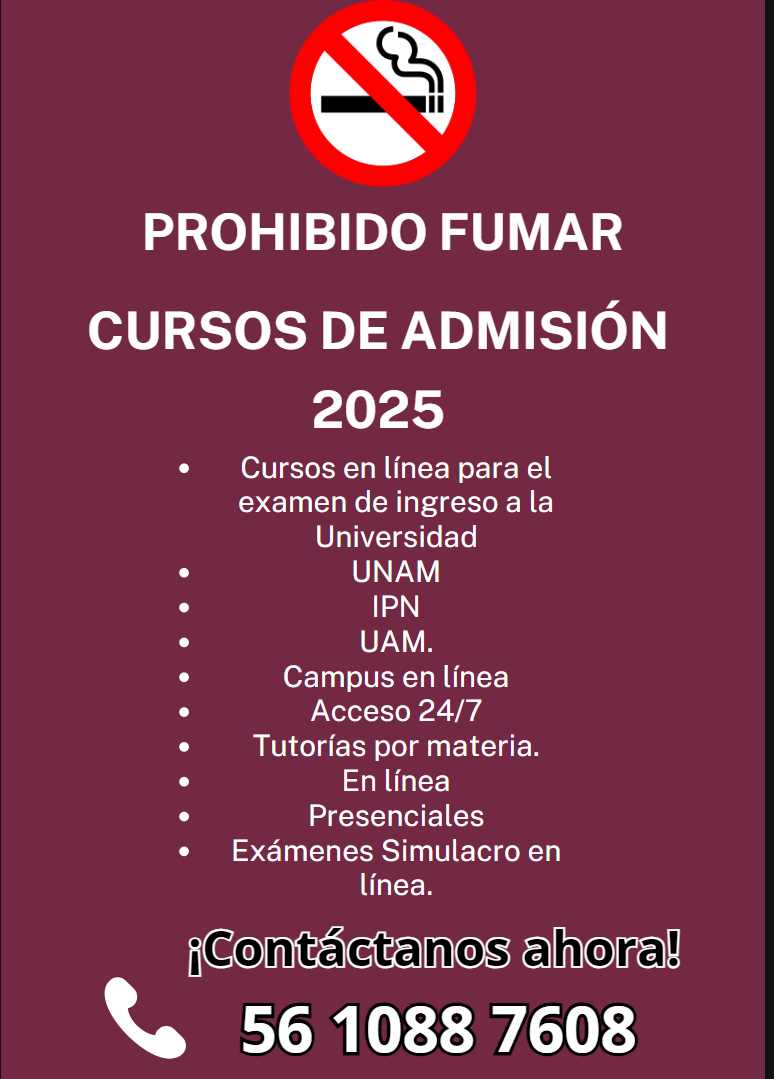 PROHIBIDO FUMAR
CURSOS DE ADMISIÓN
2025
• Cursos en línea para el
examen de ingreso a la
Universidad
• UNAM
• IPN
• UAM.
• Campus en línea
• Acceso 24/7
• Tutorías por materia.
• En línea
• Presenciales
• Exámenes Simulacro en
línea.
¡Contáctanos ahora!
56 1088 7608